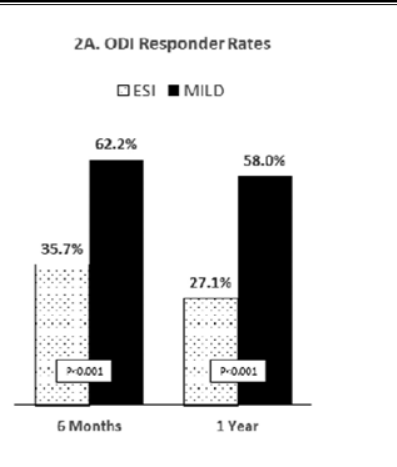 2A. ODI Responder Rates
ESI MILD
62.2%
58.0%
35.7%
27.1%
P<0.001
P<0.001
6 Months
1 Year